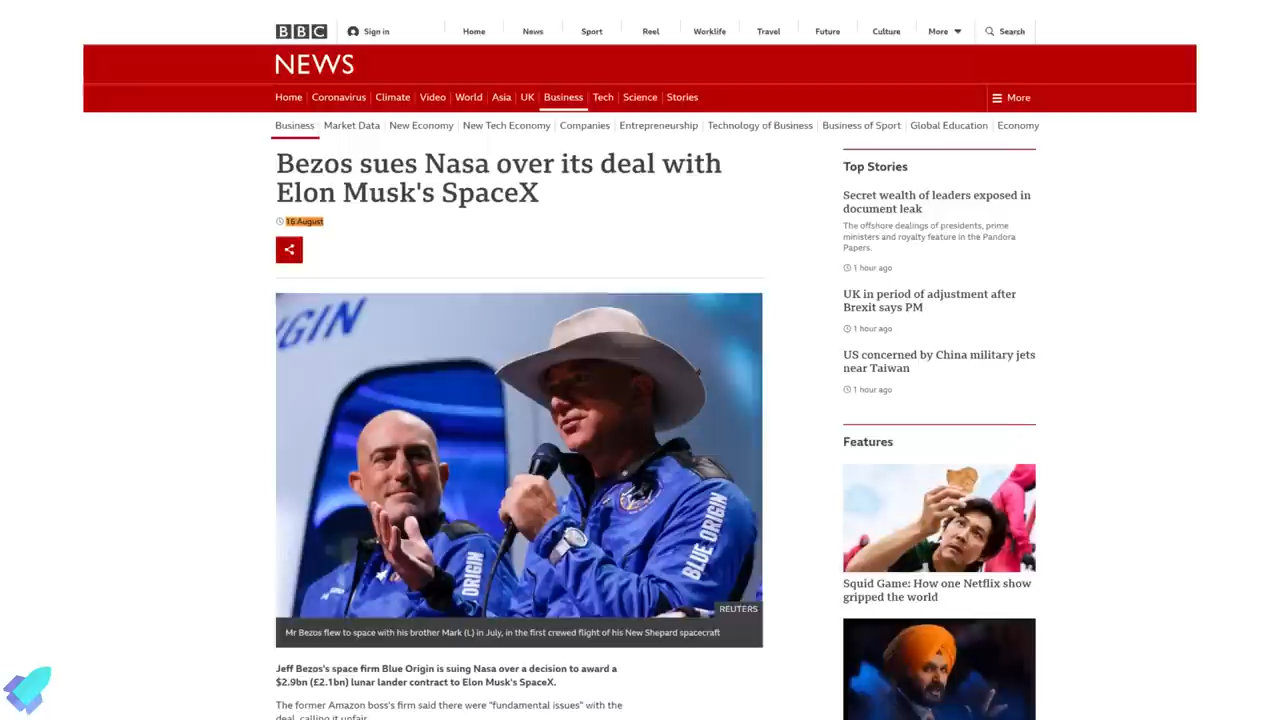 BBC
Sign in
Home
News
Sport
Reel
Worklife
Travel
Future
Culture
More
Search
NEWS
Home
Coronavirus
Climate
Video
World
Asia
UK
Business
Tech
Science
Stories
More
Business
Market Data
New Economy
New Tech Economy
Companies
Entrepreneurship
Technology of Business
Business of Sport
Global Education
Economy
Bezos sues Nasa over its deal with
Elon Musk's SpaceX
16 August
IGIN
ORIGIN
BLUE ORIGIN
REUTERS
Mr Bezos flew to space with his brother Mark (L) in July, in the first crewed flight of his New Shepard spacecraft
Jeff Bezos's space firm Blue Origin is suing Nasa over a decision to award a
$2.9bn (£2.1bn) lunar lander contract to Elon Musk's SpaceX.
The former Amazon boss's firm said there were "fundamental issues" with the
deal, calling it unfair.
Top Stories
Secret wealth of leaders exposed in
document leak
The offshore dealings of presidents, prime
ministers and royalty feature in the Pandora
Papers.
1 hour ago
UK in period of adjustment after
Brexit says PM
1 hour ago
US concerned by China military jets
near Taiwan
1 hour ago
Features
Squid Game: How one Netflix show
gripped the world